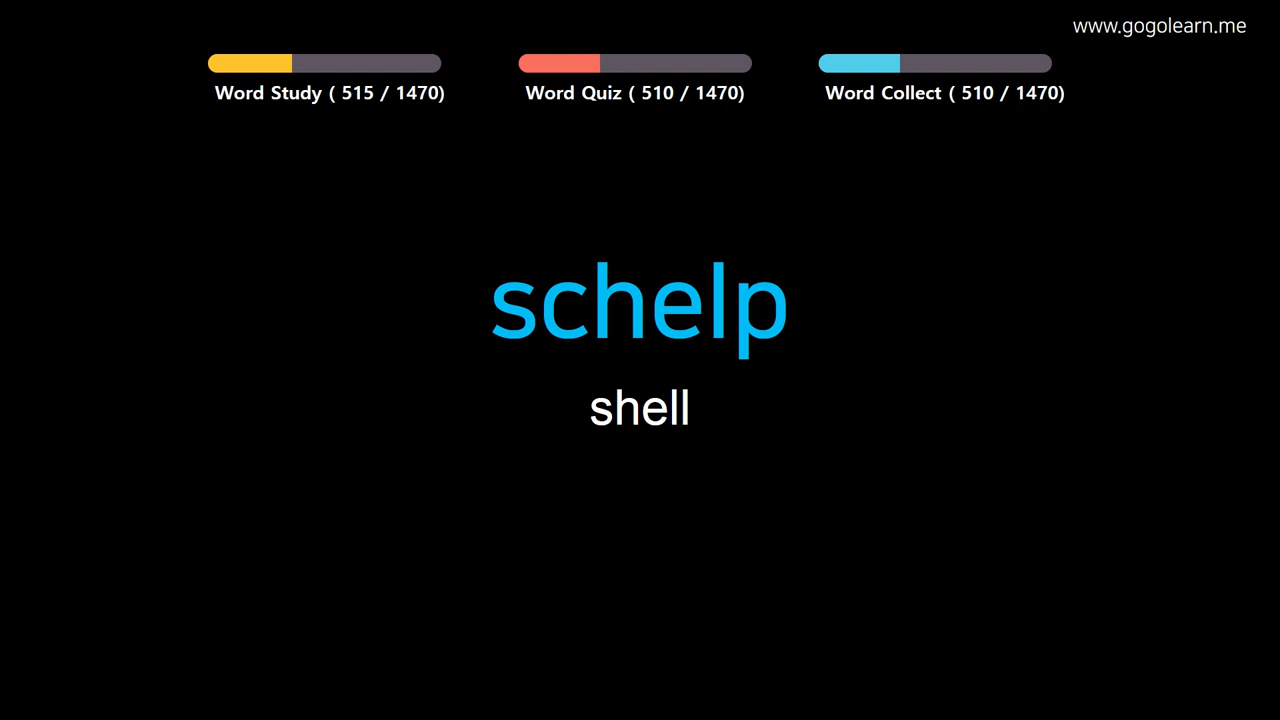 www.gogolearn.me
Word Study ( 515 / 1470)
Word Quiz ( 510 / 1470)
Word Collect ( 510 / 1470)
schelp
shell